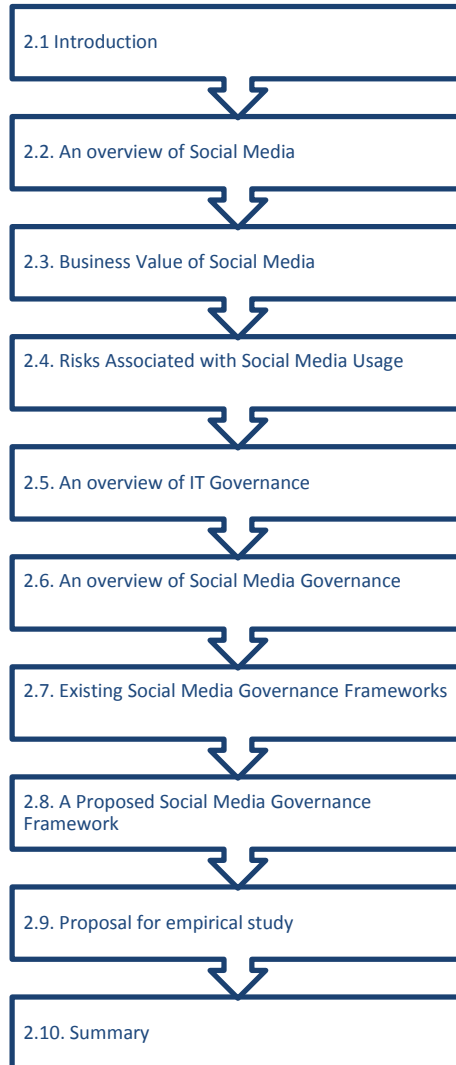 2.1 Introduction
2.2. An overview of Social Media
2.3. Business Value of Social Media
2.4. Risks Associated with Social Media Usage
2.5. An overview of IT Governance
2.6. An overview of Social Media Governance
2.7. Existing Social Media Governance Frameworks
2.8. A Proposed Social Media Governance
Framework
2.9. Proposal for empirical study
2.10. Summary